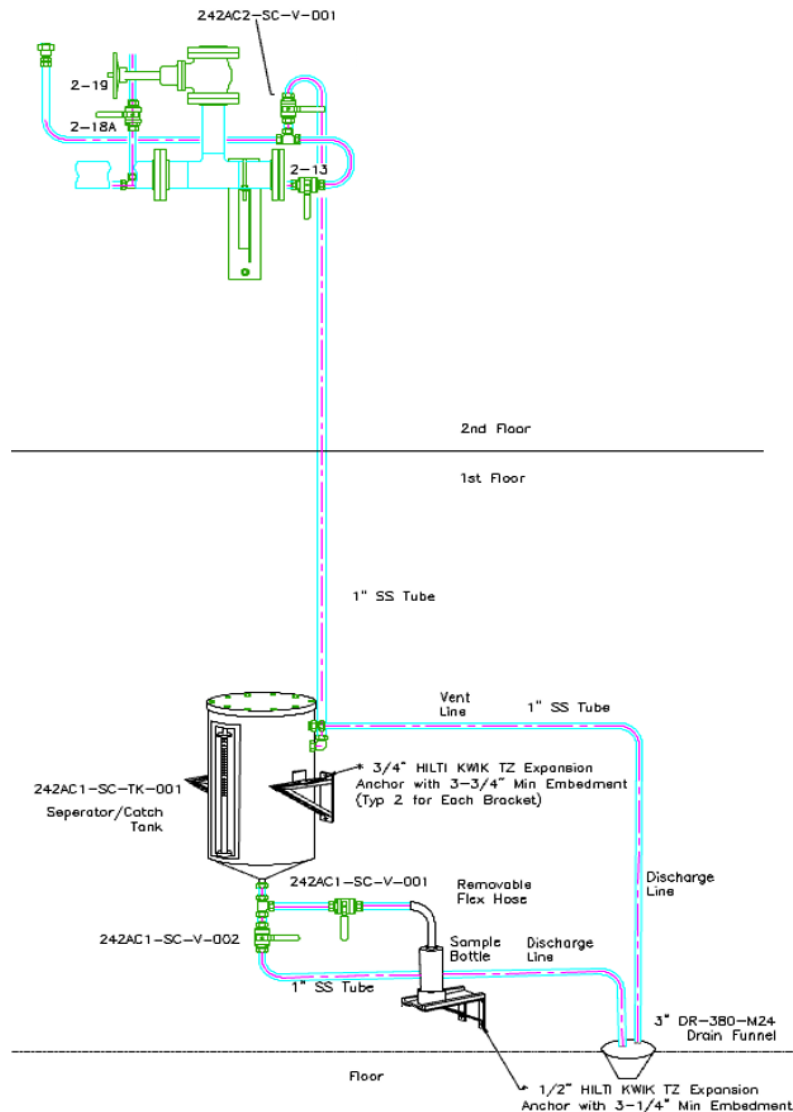 242AC2-SC-V-001
2-19
2-18A
2-13
2nd Floor
1st Floor
1" SS Tube
Vent
Line
1" SS Tube
* 3/4" HILTI KWIK TZ Expansion
Anchor with 3-3/4" Min Embedment
(Typ 2 for Each Bracket)
242AC1-SC-TK-001
Seperator/Catch
Tank
242AC1-SC-V-001
Removable
Flex Hose
Discharge
Line
242AC1-SC-V-002
Sample
Bottle
Discharge
Line
1" SS Tube
3" DR-380-M24
Drain Funnel
Floor
* 1/2" HILTI KWIK TZ Expansion
Anchor with 3-1/4" Min Embedment